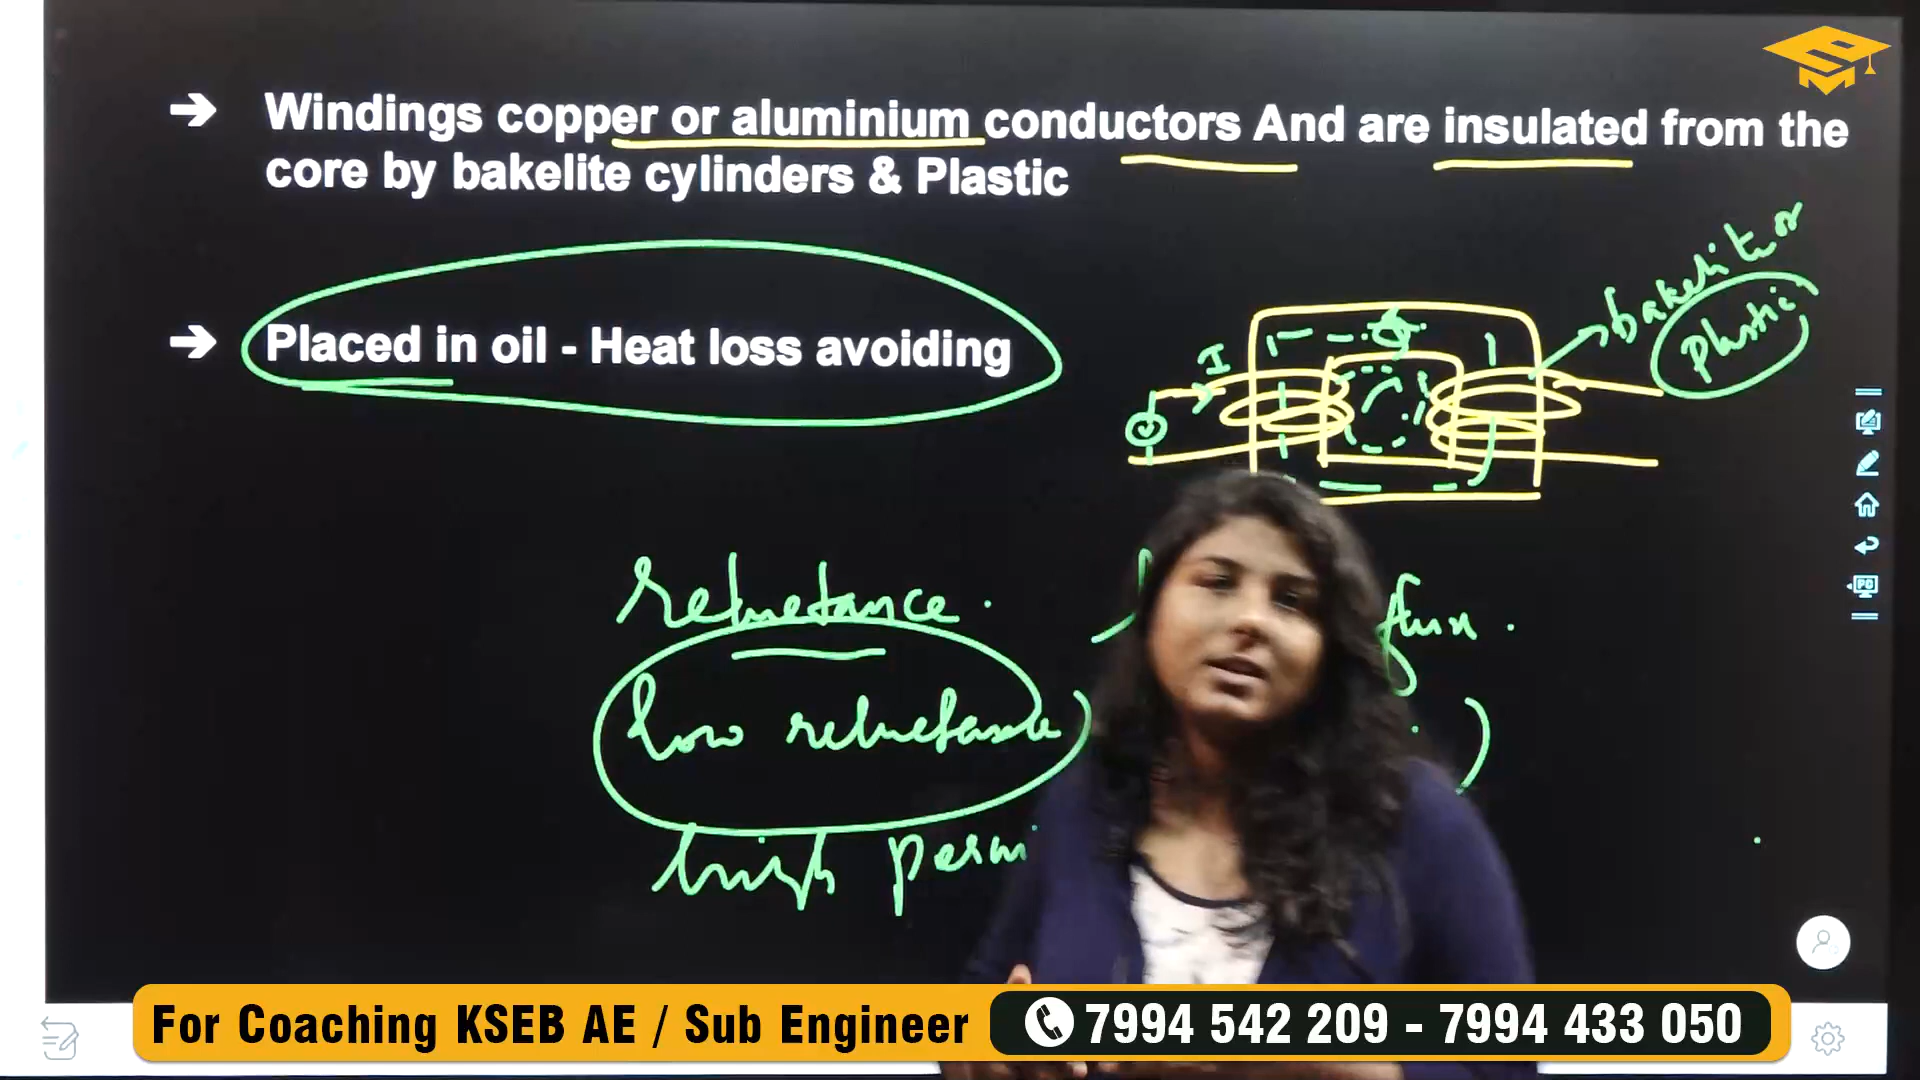 → Windings copper or aluminium conductors And are insulated from the
core by bakelite cylinders & Plastic
bakelite or
plastic
→ Placed in oil - Heat loss avoiding
I
reluctance.
flux.
low reluctance
high
PC
For Coaching KSEB AE / Sub Engineer 7994 542 209 - 7994 433 050